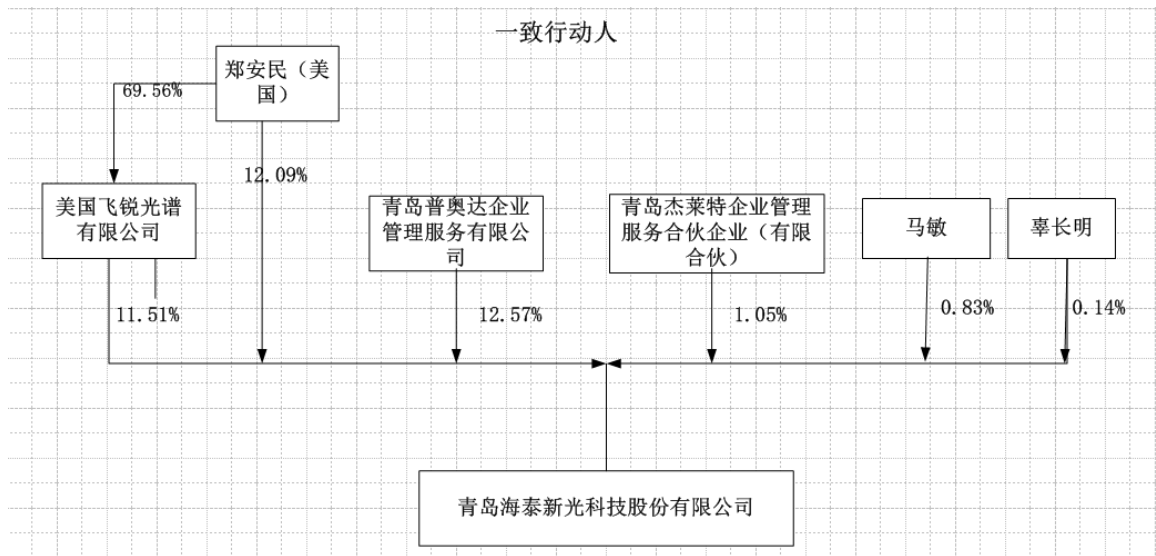 一致行动人
郑安民（美
国）
69.56%
12.09%
美国飞锐光谱
有限公司
青岛普奥达企业
管理服务有限公
司
青岛杰莱特企业管理
服务合伙企业（有限
合伙）
马敏
辜长明
11.51%
12.57%
1.05%
0.83%
0.14%
青岛海泰新光科技股份有限公司